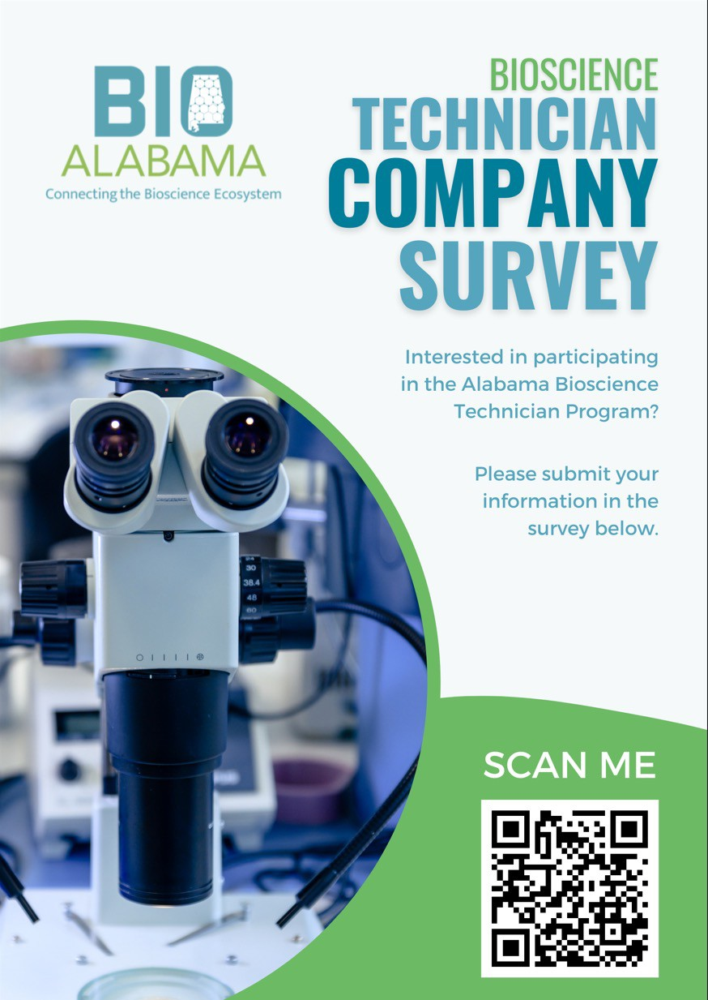 BIO
ALABAMA
Connecting the Bioscience Ecosystem
BIOSCIENCE
TECHNICIAN
COMPANY
SURVEY
Interested in participating
in the Alabama Bioscience
Technician Program?
Please submit your
information in the
survey below.
30
38.4
48
60
SCAN ME